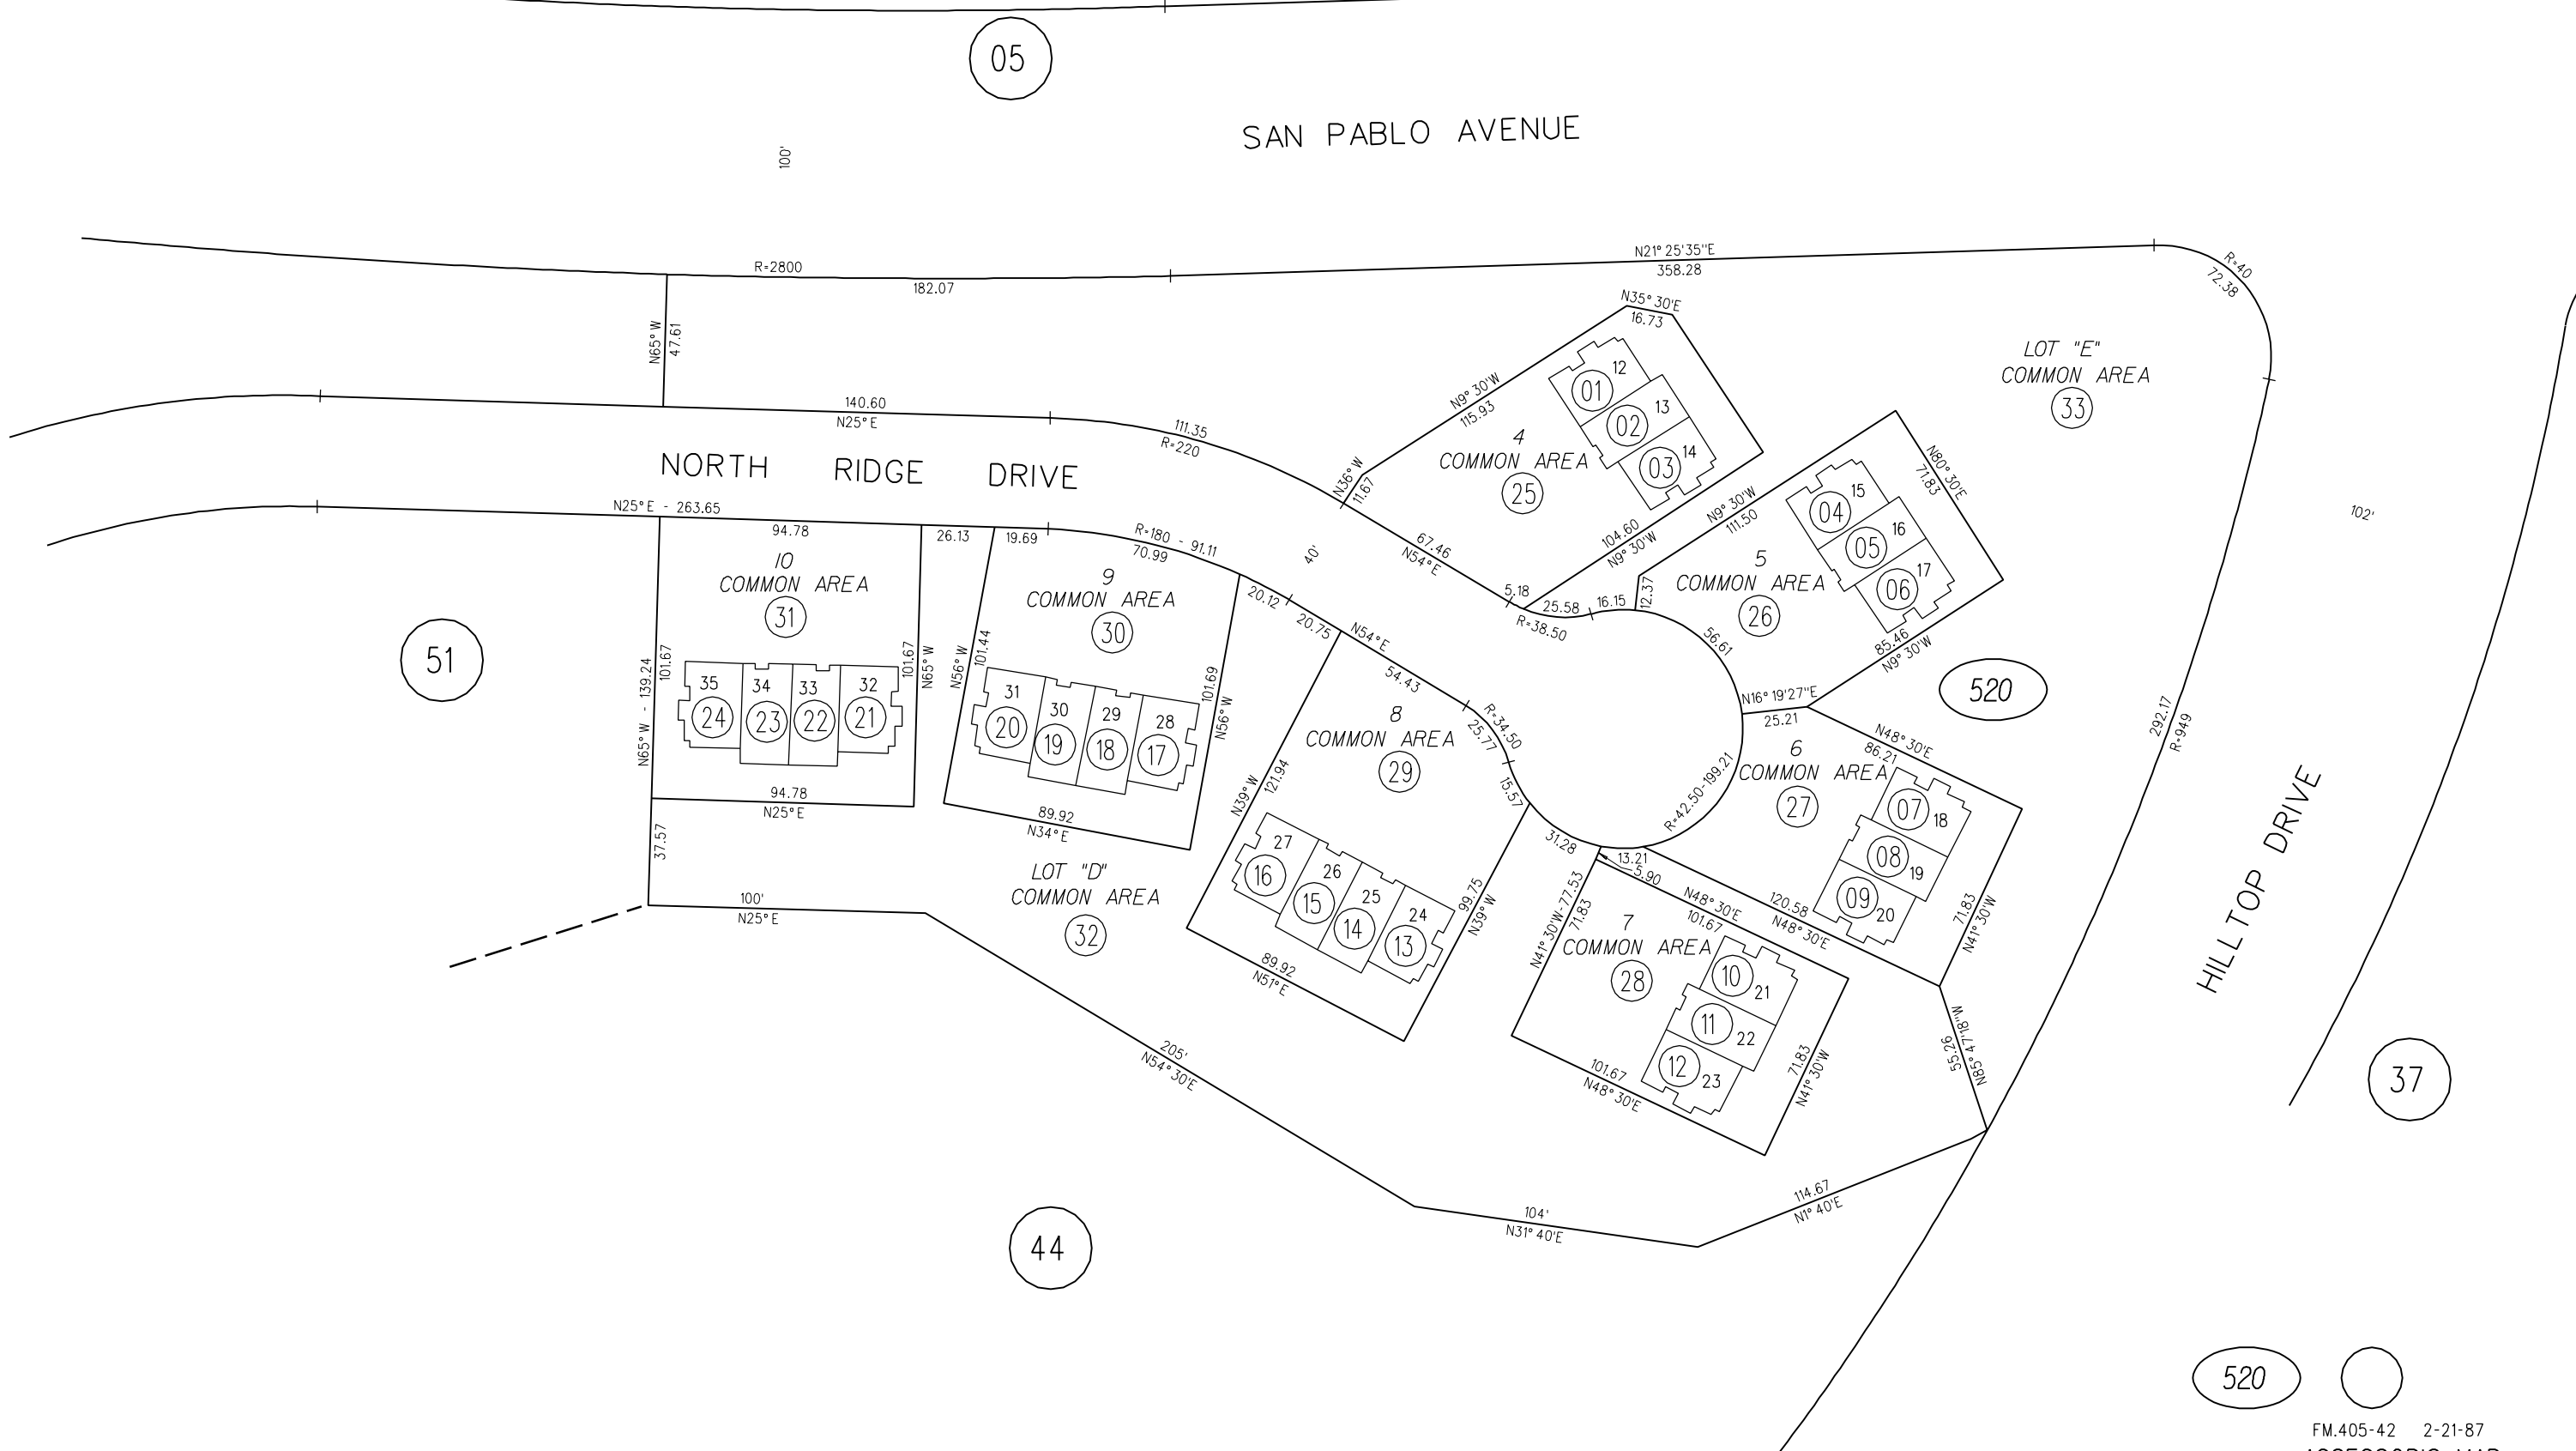 05
SAN PABLO AVENUE
100'
N21° 25'35"E
358.28
R=2800
182.07
R=40
72.38
N65° W
47.61
N35° 30'E
16.73
LOT "E"
COMMON AREA
33
140.60
N25° E
111.35
R=220
N9° 30'W
115.93
01
12
02
13
03
14
4
COMMON AREA
25
N36° W
11.67
NORTH RIDGE DRIVE
N80° 30'E
71.83
102'
N25° E - 263.65
94.78
26.13
19.69
R=180 - 91.11
70.99
40'
67.46
N54° E
104.60
N9° 30'W
N9° 30'W
111.50
04
15
05
16
06
17
5
COMMON AREA
26
10
COMMON AREA
31
9
COMMON AREA
30
20.12
20.75
N54° E
54.43
5.18
25.58
R=38.50
16.15
12.37
56.61
85.46
N9° 30'W
51
N65° W - 139.24
101.67
101.67
N65° W
N56° W
101.44
101.69
N56° W
520
N16° 19'27"E
25.21
35
24
34
23
33
22
32
21
31
20
30
19
29
18
28
17
8
COMMON AREA
29
R=34.50
25.77
15.57
R=42.50-199.21
N48° 30'E
86.21
6
COMMON AREA
27
292.17
R=949
94.78
N25° E
89.92
N34° E
N39° W
121.94
07
18
08
19
09
20
37.57
31.28
13.21
5.90
HILLTOP DRIVE
LOT "D"
COMMON AREA
32
27
16
26
15
25
14
24
13
99.75
N39° W
N41° 30'W-77.53
71.83
N48° 30'E
101.67
120.58
N48° 30'E
71.83
N41° 30'W
100'
N25° E
7
COMMON AREA
28
10
21
11
22
12
23
89.92
N51° E
N85° 47'18"W
55.26
205'
N54° 30'E
101.67
N48° 30'E
71.83
N41° 30'W
37
114.67
N1° 40'E
104'
N31° 40'E
44
520
FM.405-42 2-21-87